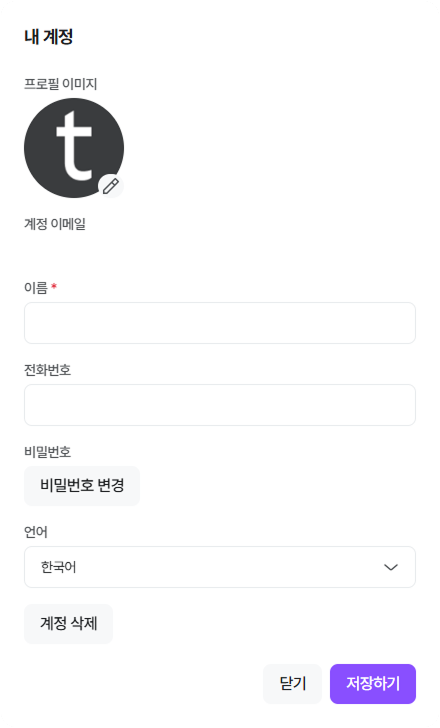 내 계정
프로필 이미지
t
계정 이메일
이름 *
전화번호
비밀번호
비밀번호 변경
언어
한국어
계정 삭제
닫기 저장하기